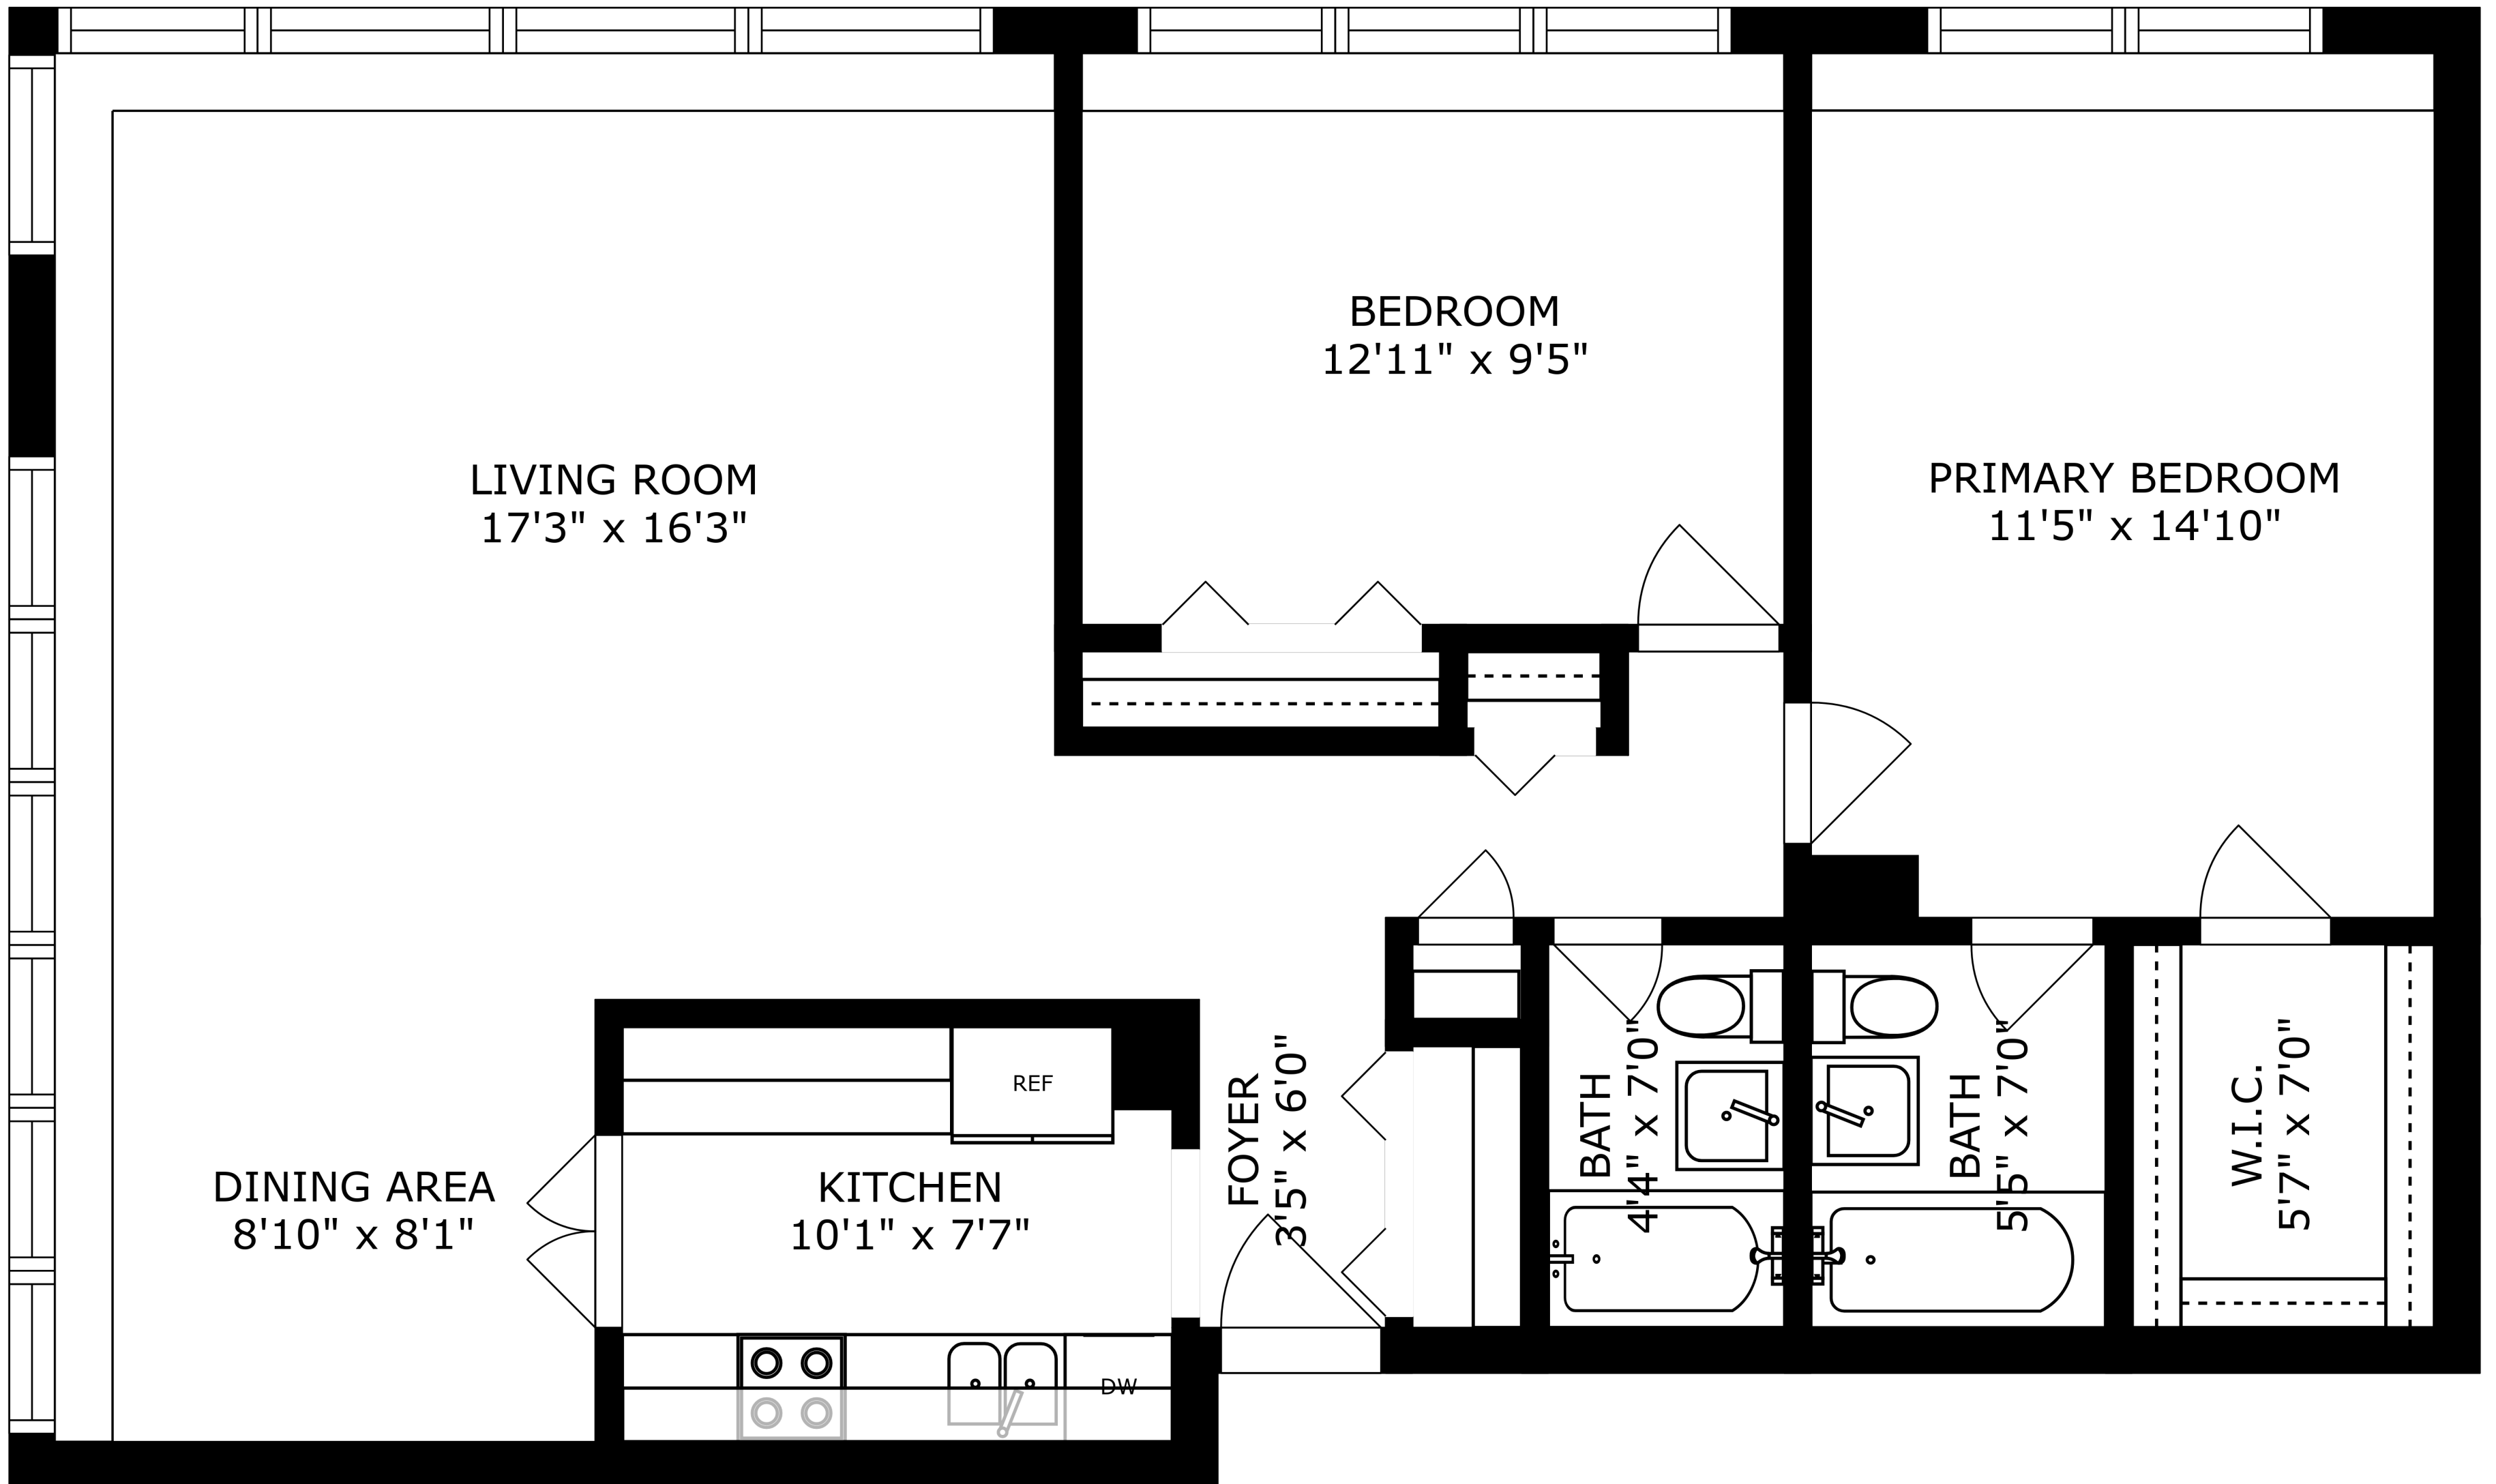 BEDROOM
12'11" x 9'5"
LIVING ROOM
17'3" x 16'3"
PRIMARY BEDROOM
11'5" x 14'10"
REF
FOYER
3'5" x 6'0"
BATH
4'4" x 7'0"
BATH
5'5" x 7'0"
W.I.C.
5'7" x 7'0"
DINING AREA
8'10" x 8'1"
KITCHEN
10'1" x 7'7"
DW